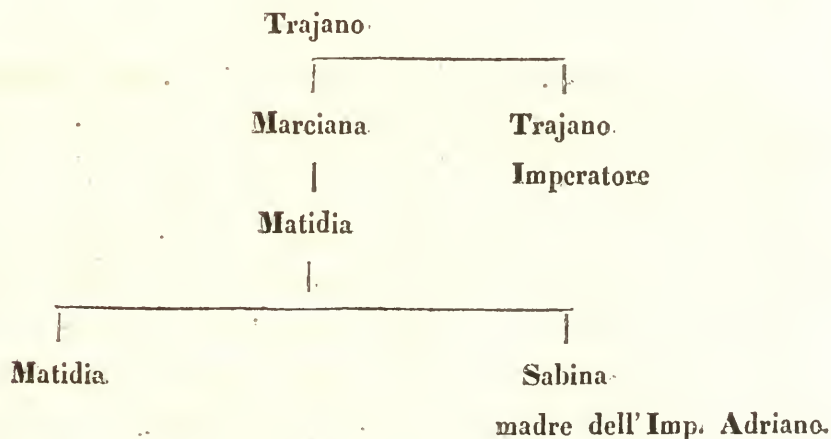 Trajano
Marciana Trajano
Imperatore
Matidia
Matidia Sabina
madre dell' Imp. Adriano.